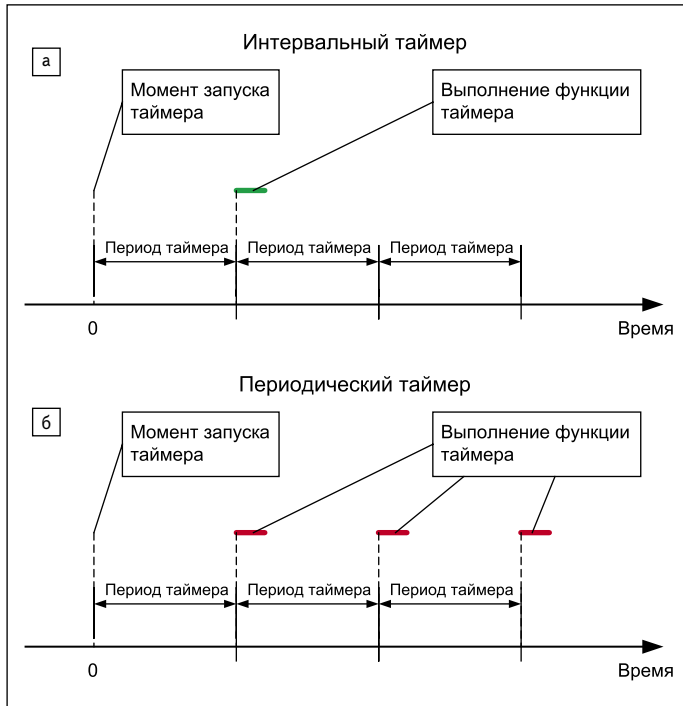 Интервальный таймер
а
Момент запуска
таймера
Выполнение функции
таймера
Период таймера
Период таймера
Период таймера
0
Время
Периодический таймер
б
Момент запуска
таймера
Выполнение функции
таймера
Период таймера
Период таймера
Период таймера
0
Время